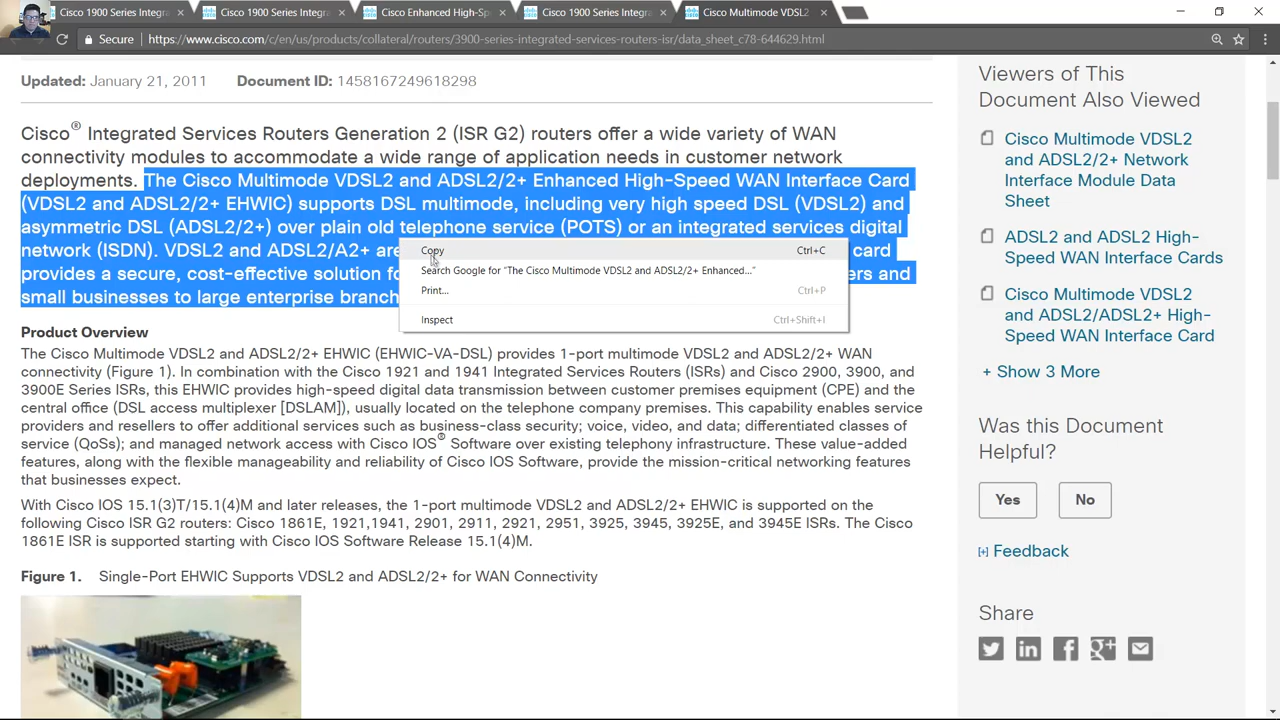 Cisco 1900 Series Integra
Cisco 1900 Series Integra
Cisco Enhanced High-Sp
Cisco 1900 Series Integra
Cisco Multimode VDSL2
Secure
https://www.cisco.com/c/en/us/products/collateral/routers/3900-series-integrated-services-routers-isr/data_sheet_c78-644629.html
Updated: January 21, 2011 Document ID: 1458167249618298
Cisco® Integrated Services Routers Generation 2 (ISR G2) routers offer a wide variety of WAN
connectivity modules to accommodate a wide range of application needs in customer network
deployments. The Cisco Multimode VDSL2 and ADSL2/2+ Enhanced High-Speed WAN Interface Card
(VDSL2 and ADSL2/2+ EHWIC) supports DSL multimode, including very high speed DSL (VDSL2) and
asymmetric DSL (ADSL2/2+) over plain old telephone service (POTS) or an integrated services digital
network (ISDN). VDSL2 and ADSL2/A2+ are card
provides a secure, cost-effective solution fo ers and
small businesses to large enterprise branch
Copy Ctrl+C
Search Google for "The Cisco Multimode VDSL2 and ADSL2/2+ Enhanced..."
Print... Ctrl+P
Inspect Ctrl+Shift+I
Product Overview
The Cisco Multimode VDSL2 and ADSL2/2+ EHWIC (EHWIC-VA-DSL) provides 1-port multimode VDSL2 and ADSL2/2+ WAN
connectivity (Figure 1). In combination with the Cisco 1921 and 1941 Integrated Services Routers (ISRs) and Cisco 2900, 3900, and
3900E Series ISRs, this EHWIC provides high-speed digital data transmission between customer premises equipment (CPE) and the
central office (DSL access multiplexer [DSLAM]), usually located on the telephone company premises. This capability enables service
providers and resellers to offer additional services such as business-class security; voice, video, and data; differentiated classes of
service (QoSs); and managed network access with Cisco IOS® Software over existing telephony infrastructure. These value-added
features, along with the flexible manageability and reliability of Cisco IOS Software, provide the mission-critical networking features
that businesses expect.
With Cisco IOS 15.1(3)T/15.1(4)M and later releases, the 1-port multimode VDSL2 and ADSL2/2+ EHWIC is supported on the
following Cisco ISR G2 routers: Cisco 1861E, 1921,1941, 2901, 2911, 2921, 2951, 3925, 3945, 3925E, and 3945E ISRs. The Cisco
1861E ISR is supported starting with Cisco IOS Software Release 15.1(4)M.
Figure 1. Single-Port EHWIC Supports VDSL2 and ADSL2/2+ for WAN Connectivity
Viewers of This
Document Also Viewed
Cisco Multimode VDSL2
and ADSL2/2+ Network
Interface Module Data
Sheet
ADSL2 and ADSL2 High-
Speed WAN Interface Cards
Cisco Multimode VDSL2
and ADSL2/ADSL2+ High-
Speed WAN Interface Card
+ Show 3 More
Was this Document
Helpful?
Yes
No
[+] Feedback
Share